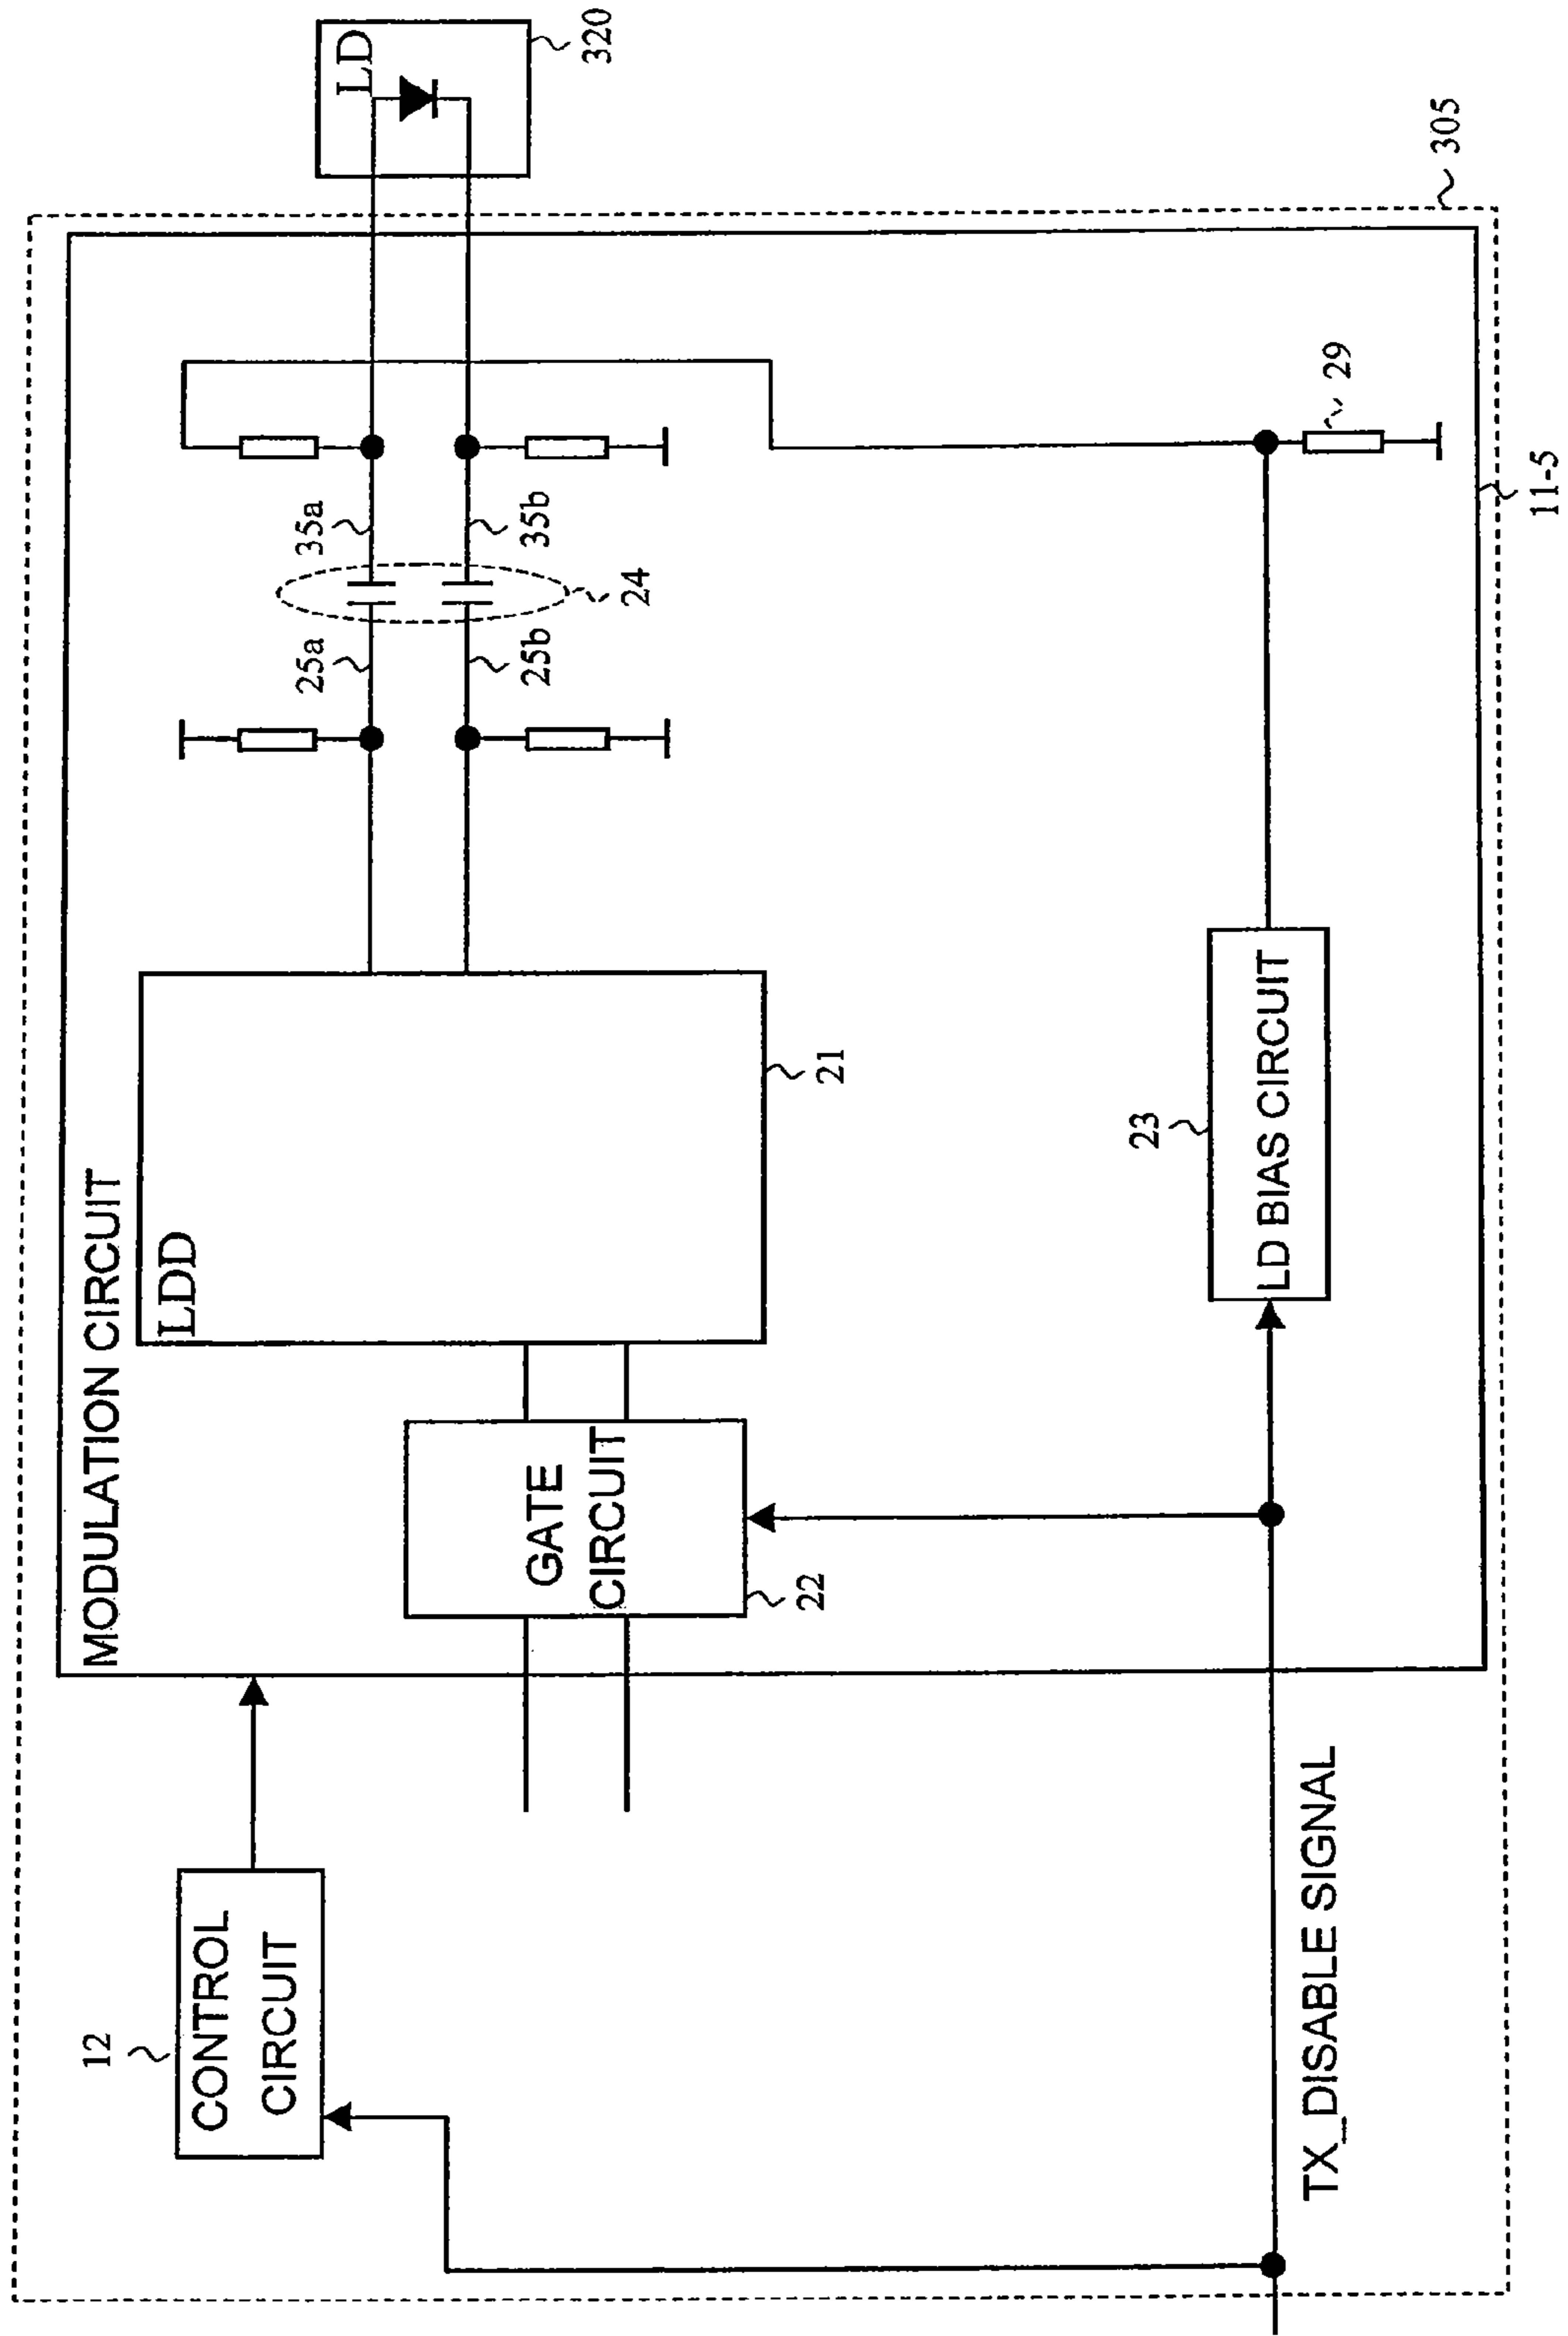 MODULATION CIRCUIT
12
CONTROL
CIRCUIT
GATE
CIRCUIT
22
LDD
21
25a
25b
24
35a
35b
LD
320
23
LD BIAS CIRCUIT
29
TX_DISABLE SIGNAL
11-5
305